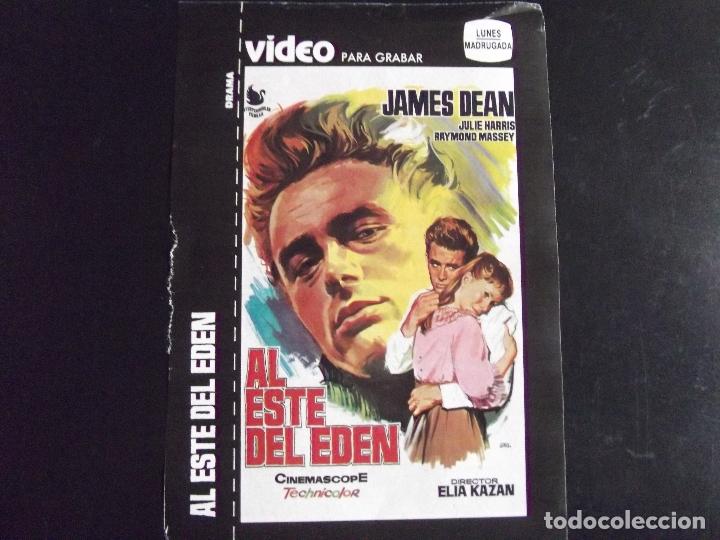 video PARA GRABAR
LUNES
MADRUGADA
DRAMA
AL ESTE DEL EDEN
JAMES DEAN
JULIE HARRIS
RAYMOND MASSEY
AL
ESTE
DEL EDEN
CINEMASCOPE
TECHNICOLOR
DIRECTOR
ELIA KAZAN
todocoleccion.net